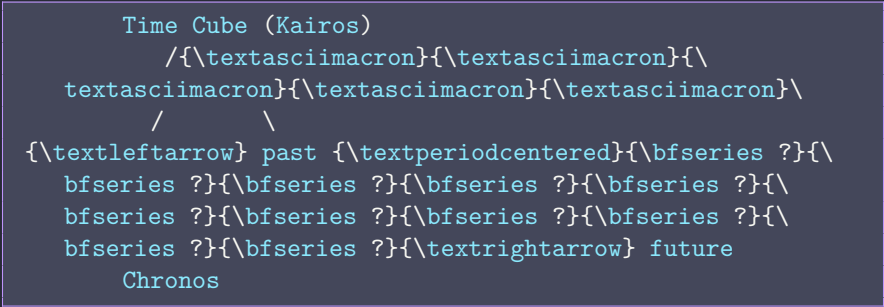 Time Cube (Kairos)
/{\textasciimacron}{\textasciimacron}{\
textasciimacron}{\textasciimacron}{\textasciimacron}\
/ \
{\textleftarrow} past {\textperiodcentered}{\bfseries ?}{\
bfseries ?}{\bfseries ?}{\bfseries ?}{\bfseries ?}{\
bfseries ?}{\bfseries ?}{\bfseries ?}{\bfseries ?}{\
bfseries ?}{\bfseries ?}{\textrightarrow} future
Chronos